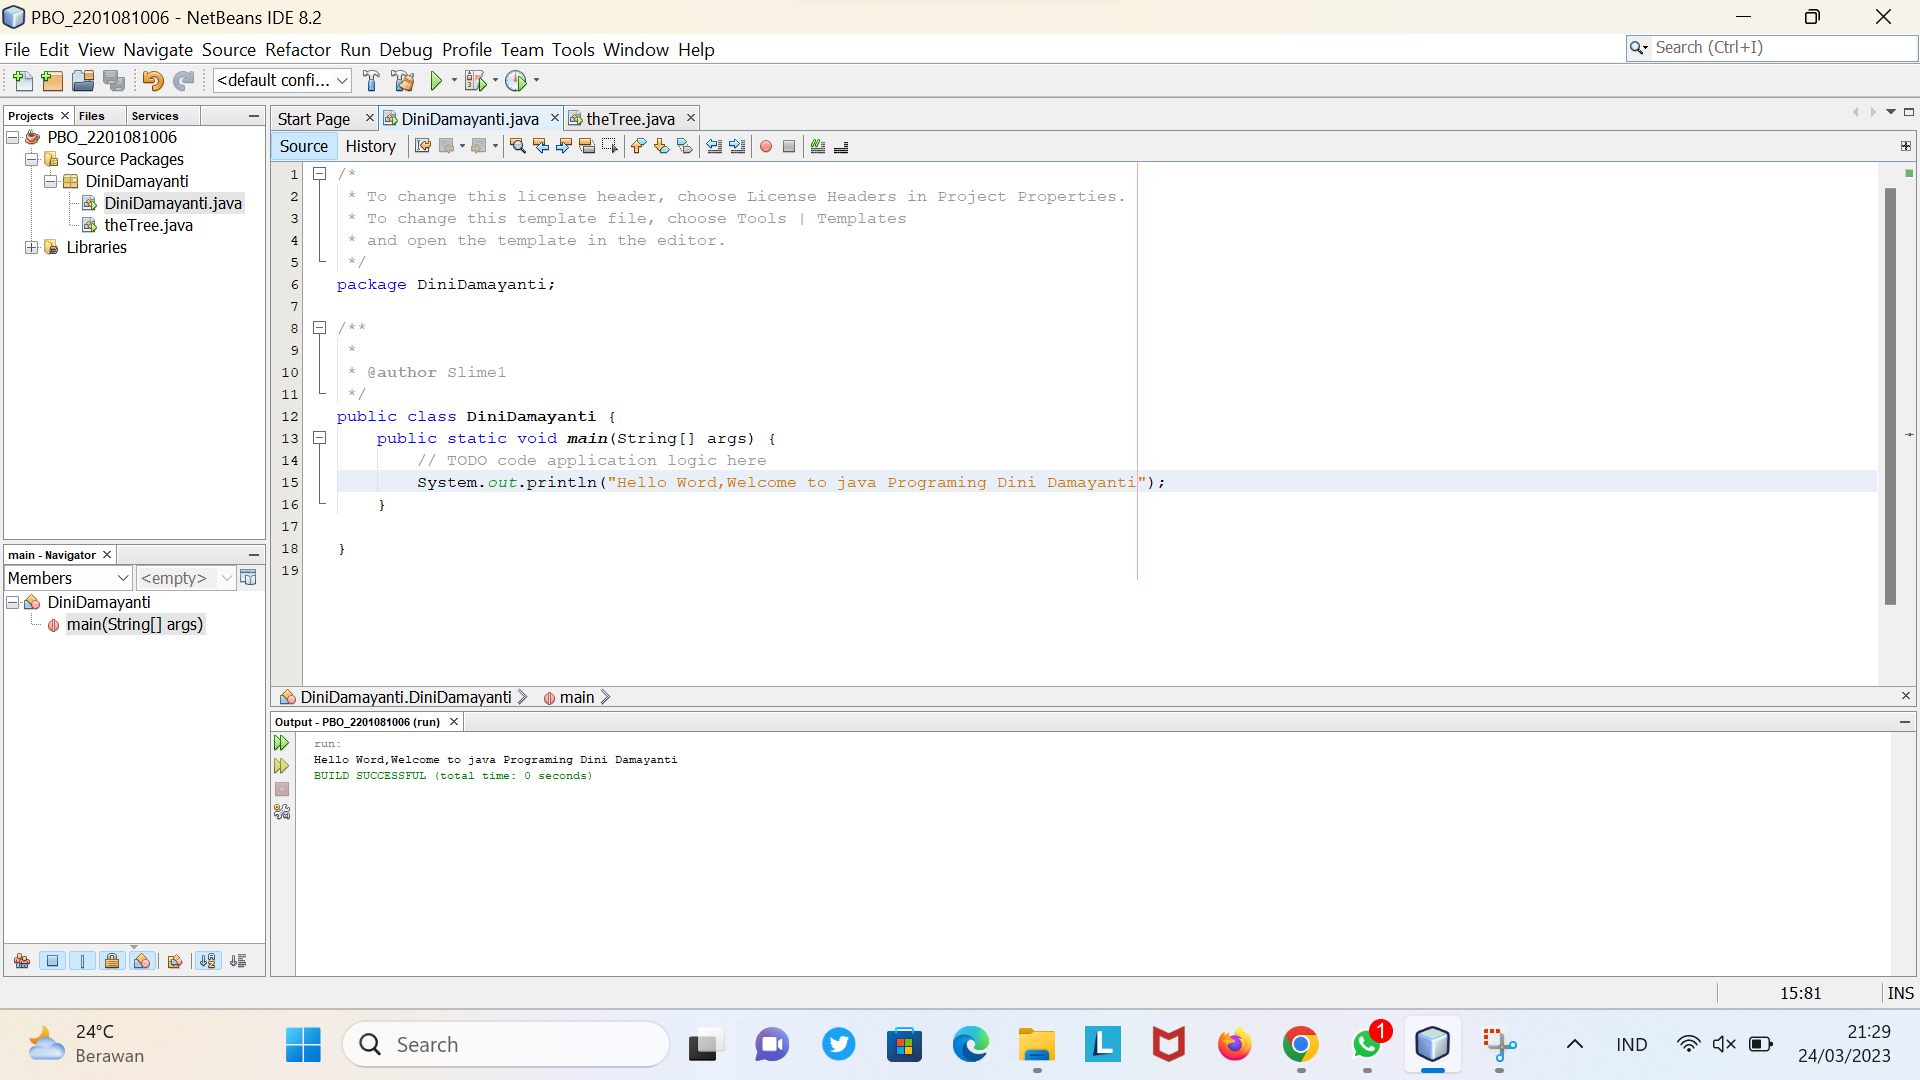 PBO_2201081006 - NetBeans IDE 8.2
File Edit View Navigate Source Refactor Run Debug Profile Team Tools Window Help
Search (Ctrl+I)
<default confi...
Projects Files Services
PBO_2201081006
Source Packages
DiniDamayanti
DiniDamayanti.java
theTree.java
Libraries
Start Page DiniDamayanti.java theTree.java
Source History
1 /*
2 * To change this license header, choose License Headers in Project Properties.
3 * To change this template file, choose Tools | Templates
4 * and open the template in the editor.
5 */
6 package DiniDamayanti;
7
8 /**
9 *
10 * @author Slime1
11 */
12 public class DiniDamayanti {
13 public static void main(String[] args) {
14 // TODO code application logic here
15 System.out.println("Hello Word,Welcome to java Programing Dini Damayanti");
16 }
17
18 }
19
main - Navigator
Members <empty>
DiniDamayanti
main(String[] args)
DiniDamayanti.DiniDamayanti main
Output - PBO_2201081006 (run)
run:
Hello Word,Welcome to java Programing Dini Damayanti
BUILD SUCCESSFUL (total time: 0 seconds)
15:81 INS
24°C
Berawan
Search
L
1
IND
21:29
24/03/2023